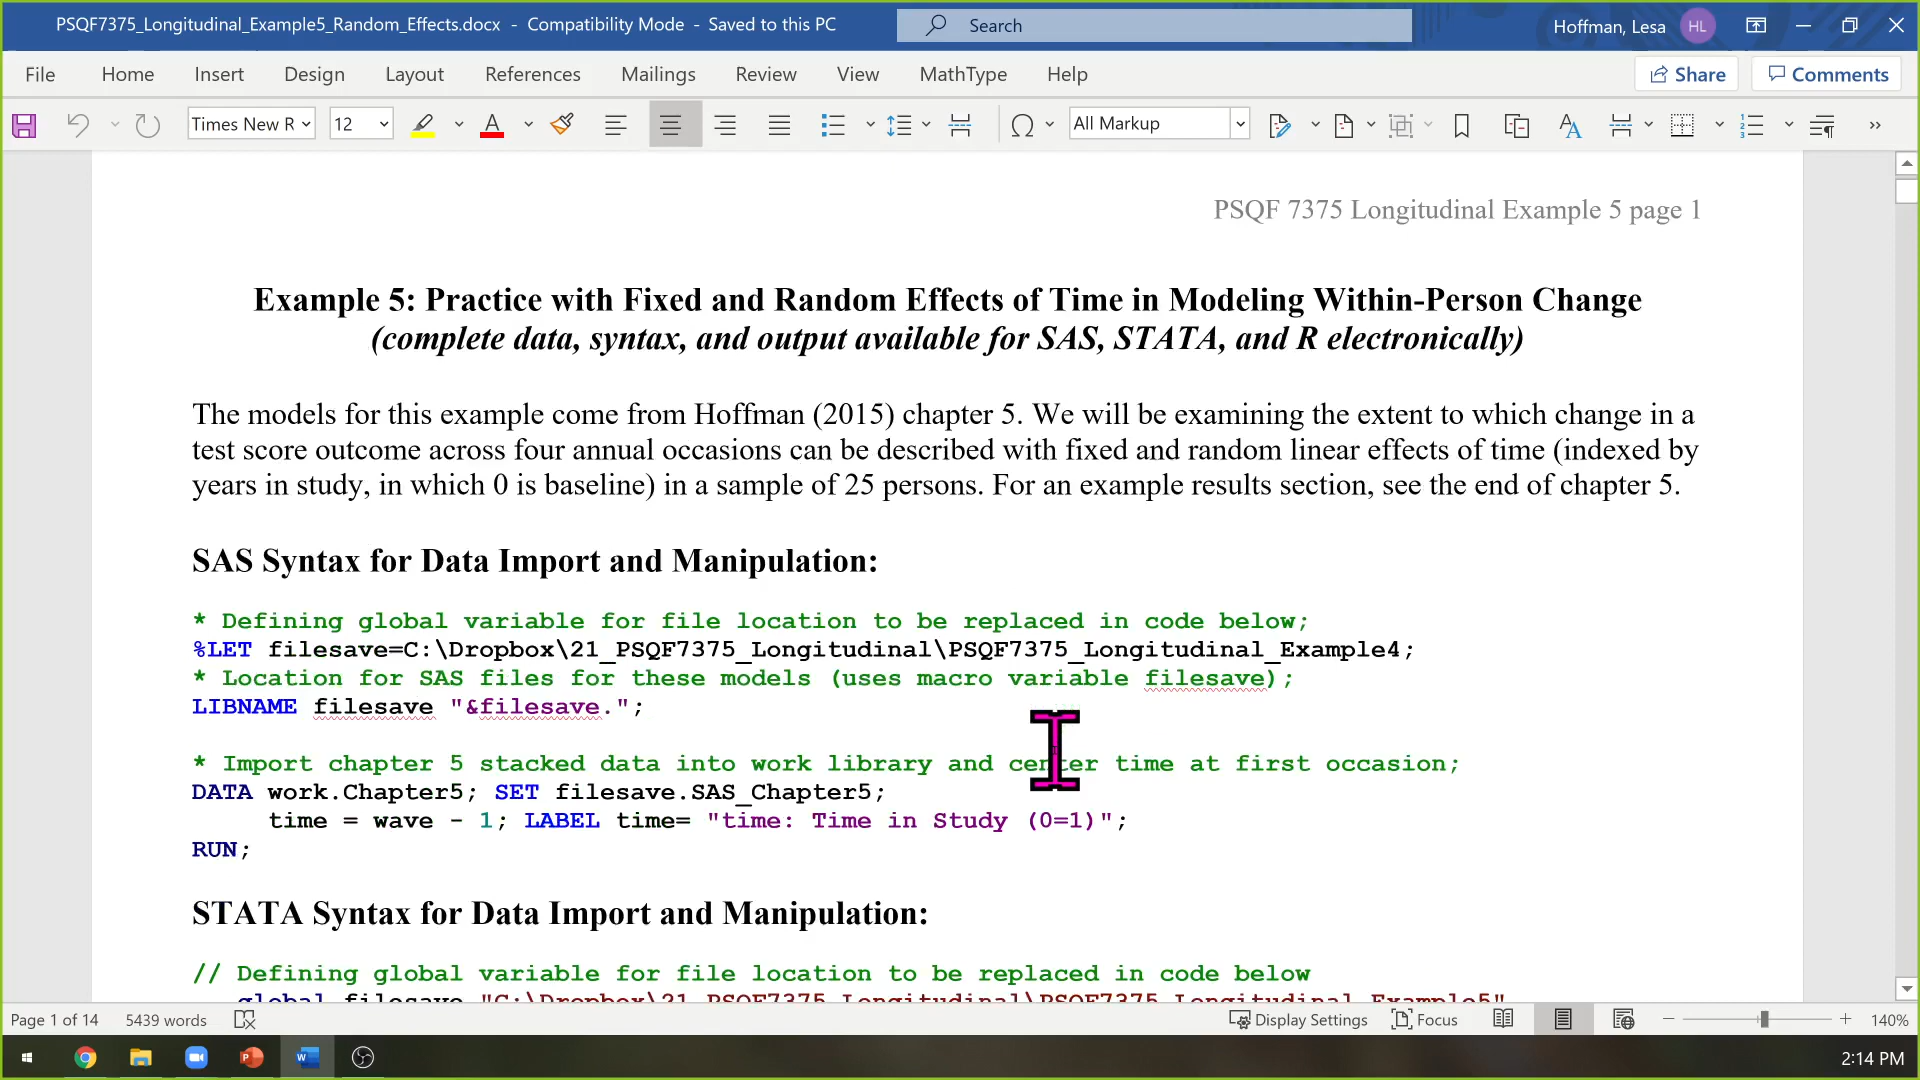 PSQF7375_Longitudinal_Example5_Random_Effects.docx - Compatibility Mode - Saved to this PC
Search
Hoffman, Lesa HL
File Home Insert Design Layout References Mailings Review View MathType Help
Share Comments
Times New R 12 All Markup
PSQF 7375 Longitudinal Example 5 page 1
Example 5: Practice with Fixed and Random Effects of Time in Modeling Within-Person Change
(complete data, syntax, and output available for SAS, STATA, and R electronically)
The models for this example come from Hoffman (2015) chapter 5. We will be examining the extent to which change in a
test score outcome across four annual occasions can be described with fixed and random linear effects of time (indexed by
years in study, in which 0 is baseline) in a sample of 25 persons. For an example results section, see the end of chapter 5.
SAS Syntax for Data Import and Manipulation:
* Defining global variable for file location to be replaced in code below;
%LET filesave=C:\Dropbox\21_PSQF7375_Longitudinal\PSQF7375_Longitudinal_Example4;
* Location for SAS files for these models (uses macro variable filesave);
LIBNAME filesave "&filesave.";
* Import chapter 5 stacked data into work library and center time at first occasion;
DATA work.Chapter5; SET filesave.SAS_Chapter5;
time = wave - 1; LABEL time= "time: Time in Study (0=1)";
RUN;
STATA Syntax for Data Import and Manipulation:
// Defining global variable for file location to be replaced in code below
global filesave "C:\Dropbox\21_PSQF7375_Longitudinal\PSQF7375_Longitudinal_Example5"
Page 1 of 14 5439 words
Display Settings Focus 140%
2:14 PM